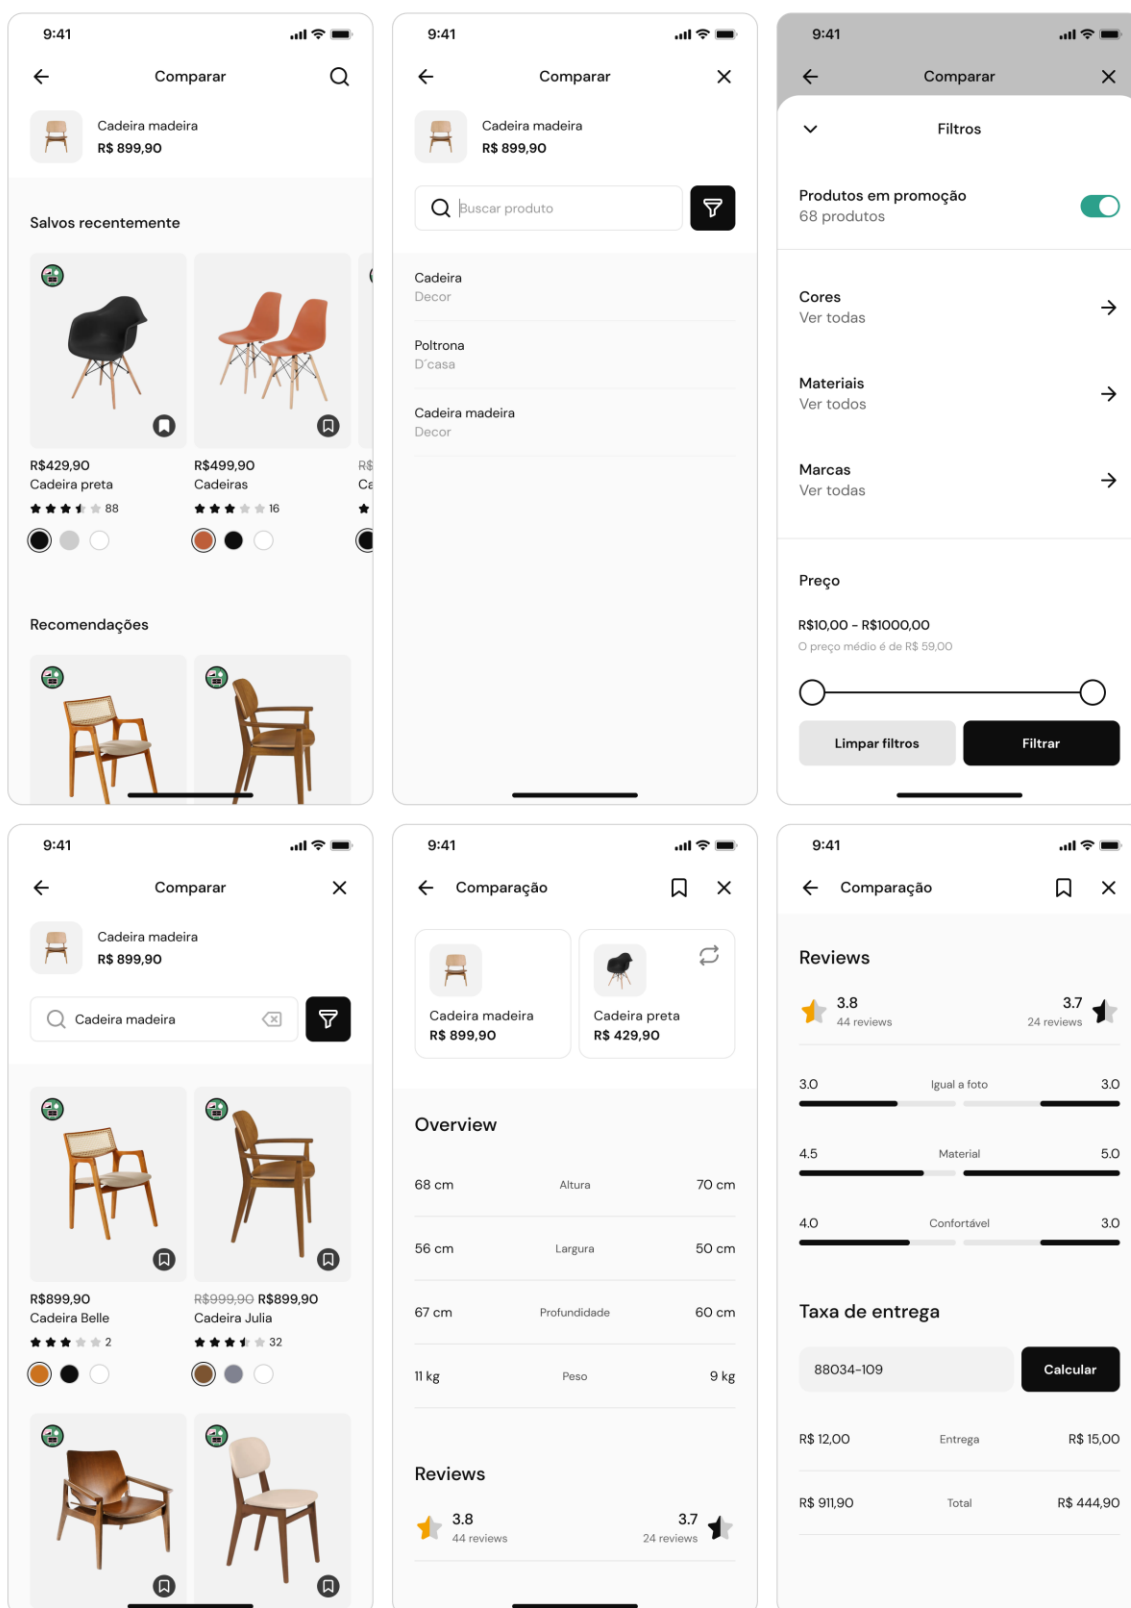 9:41
Comparar
Cadeira madeira
R$ 899,90
Salvos recentemente
R$429,90
Cadeira preta
88
R$499,90
Cadeiras
16
R$
Ca
Recomendações
9:41
Comparar
Cadeira madeira
R$ 899,90
Buscar produto
Cadeira
Decor
Poltrona
D´casa
Cadeira madeira
Decor
9:41
Comparar
Filtros
Produtos em promoção
68 produtos
Cores
Ver todas
Materiais
Ver todos
Marcas
Ver todas
Preço
R$10,00 - R$1000,00
O preço médio é de R$ 59,00
Limpar filtros
Filtrar
9:41
Comparar
Cadeira madeira
R$ 899,90
Cadeira madeira
R$899,90
Cadeira Belle
2
R$999,90 R$899,90
Cadeira Julia
32
9:41
Comparação
Cadeira madeira
R$ 899,90
Cadeira preta
R$ 429,90
Overview
68 cm Altura 70 cm
56 cm Largura 50 cm
67 cm Profundidade 60 cm
11 kg Peso 9 kg
Reviews
3.8
44 reviews
3.7
24 reviews
9:41
Comparação
Reviews
3.8
44 reviews
3.7
24 reviews
3.0 Igual a foto 3.0
4.5 Material 5.0
4.0 Confortável 3.0
Taxa de entrega
88034-109
Calcular
R$ 12,00 Entrega R$ 15,00
R$ 911,90 Total R$ 444,90